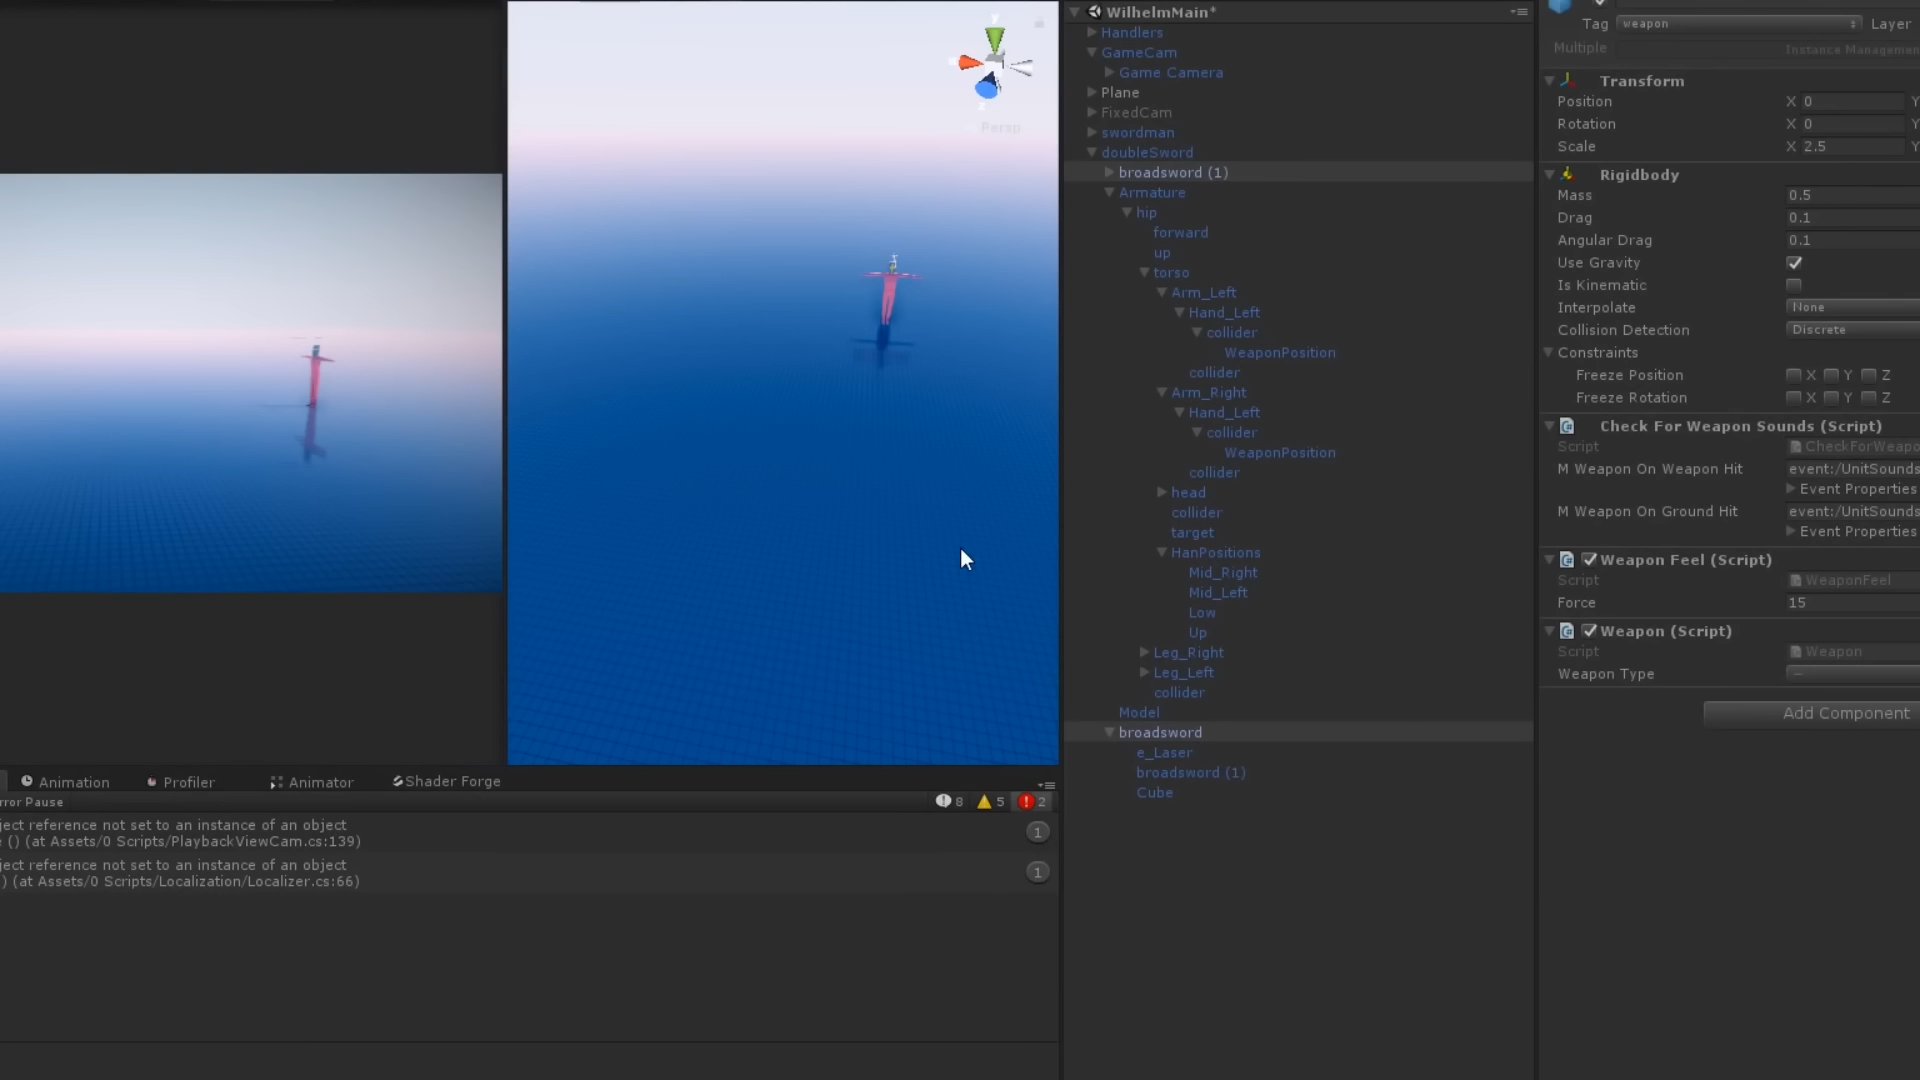 Persp
Animation
Profiler
Animator
Shader Forge
rror Pause
8
5
2
ject reference not set to an instance of an object
() (at Assets/0 Scripts/PlaybackViewCam.cs:139)
1
ject reference not set to an instance of an object
) (at Assets/0 Scripts/Localization/Localizer.cs:66)
1
WilhelmMain*
Handlers
GameCam
Game Camera
Plane
FixedCam
swordman
doubleSword
broadsword (1)
Armature
hip
forward
up
torso
Arm_Left
Hand_Left
collider
WeaponPosition
collider
Arm_Right
Hand_Left
collider
WeaponPosition
collider
head
collider
target
HanPositions
Mid_Right
Mid_Left
Low
Up
Leg_Right
Leg_Left
collider
Model
broadsword
e_Laser
broadsword (1)
Cube
Tag weapon Layer
Multiple Instance Managemen
Transform
Position X 0 Y
Rotation X 0 Y
Scale X 2.5 Y
Rigidbody
Mass 0.5
Drag 0.1
Angular Drag 0.1
Use Gravity
Is Kinematic
Interpolate None
Collision Detection Discrete
Constraints
Freeze Position X Y Z
Freeze Rotation X Y Z
Check For Weapon Sounds (Script)
Script CheckForWeapo
M Weapon On Weapon Hit event:/UnitSounds
Event Properties
M Weapon On Ground Hit event:/UnitSounds
Event Properties
Weapon Feel (Script)
Script WeaponFeel
Force 15
Weapon (Script)
Script Weapon
Weapon Type —
Add Component